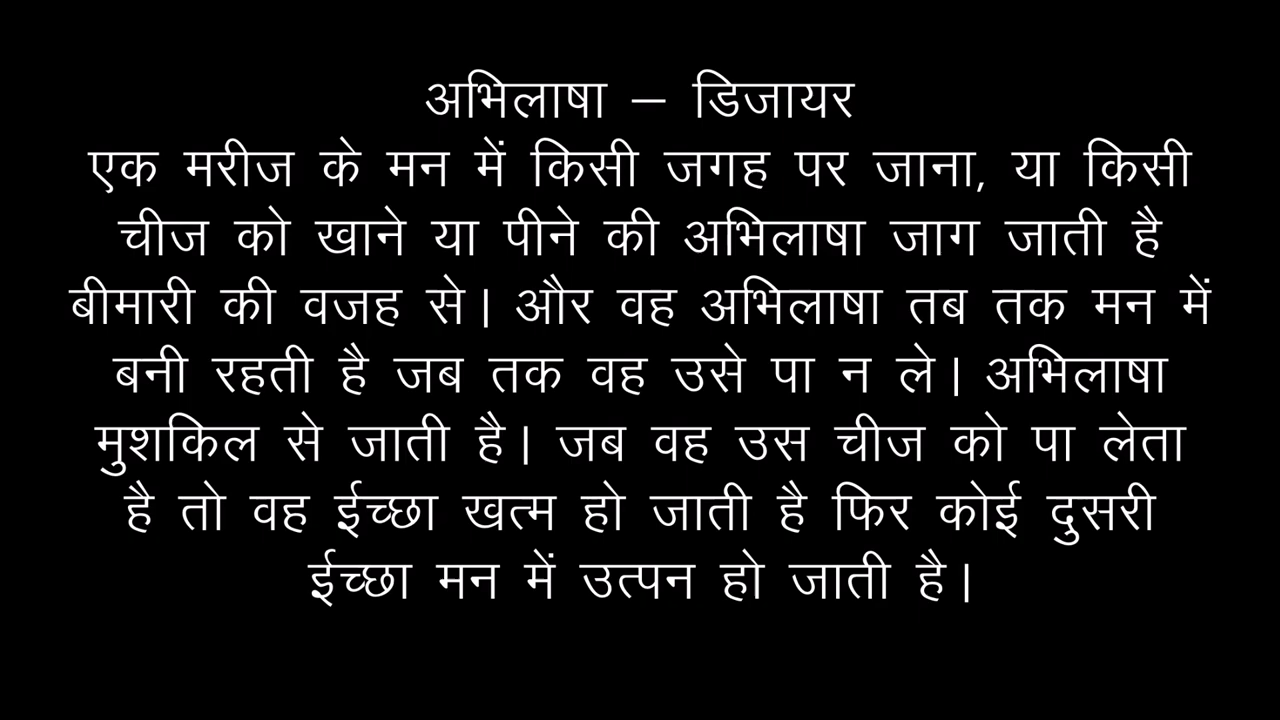 अभिलाषा – डिजायर
एक मरीज के मन में किसी जगह पर जाना, या किसी
चीज को खाने या पीने की अभिलाषा जाग जाती है
बीमारी की वजह से। और वह अभिलाषा तब तक मन में
बनी रहती है जब तक वह उसे पा न ले। अभिलाषा
मुशकिल से जाती है। जब वह उस चीज को पा लेता
है तो वह ईच्छा खत्म हो जाती है फिर कोई दुसरी
ईच्छा मन में उत्पन हो जाती है।